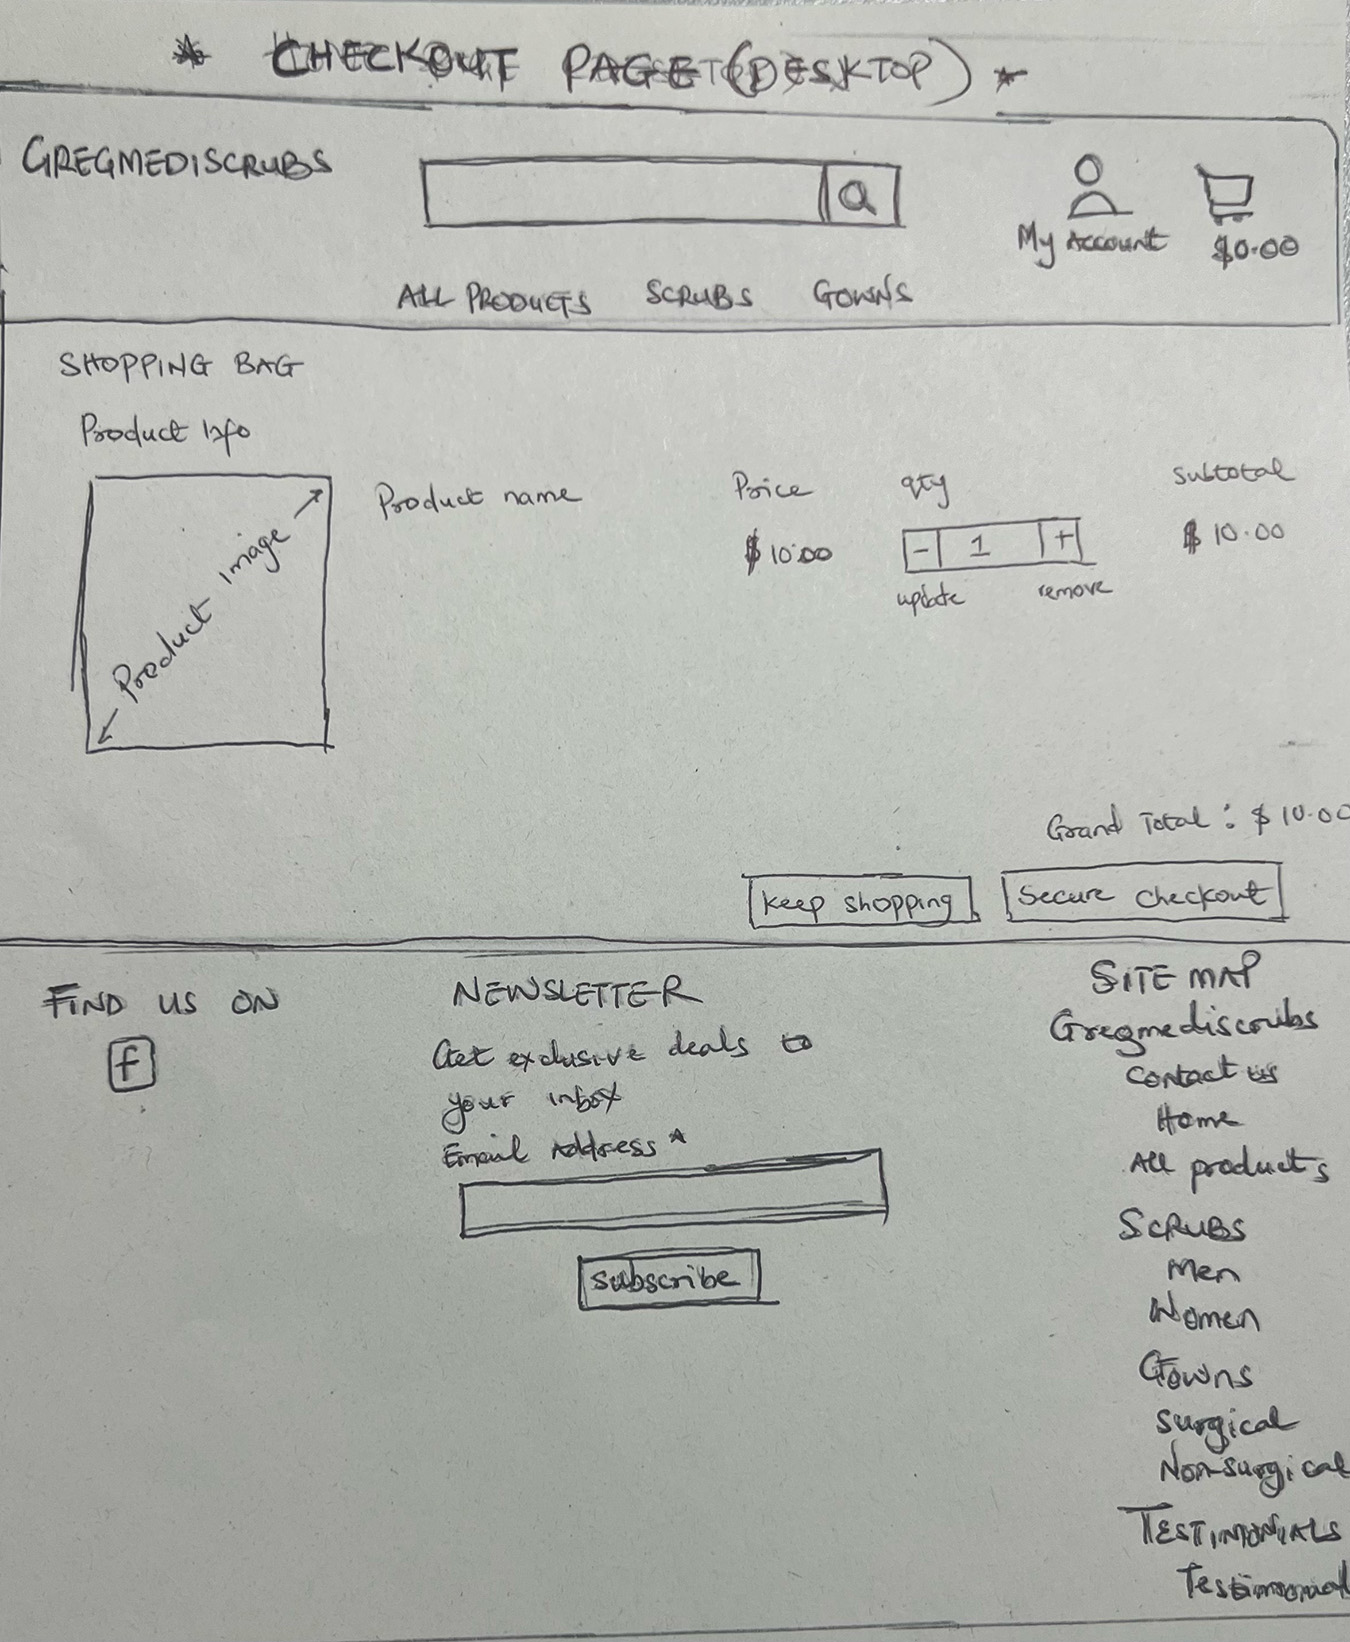 * CHECKOUT PAGE (DESKTOP) *
GREGMEDISCRUBS
My Account
$0.00
ALL PRODUCTS SCRUBS GOWNS
SHOPPING BAG
Product Info
Product image
Product name
Price
qty
subtotal
$10.00
- 1 +
$10.00
update remove
Grand Total : $10.00
keep shopping
Secure checkout
FIND US ON
f
NEWSLETTER
Get exclusive deals to
your inbox
Email Address *
subscribe
SITE MAP
Gregmediscrubs
Contact us
Home
All products
SCRUBS
Men
Women
Gowns
Surgical
Non-surgical
TESTIMONIALS
Testimonial